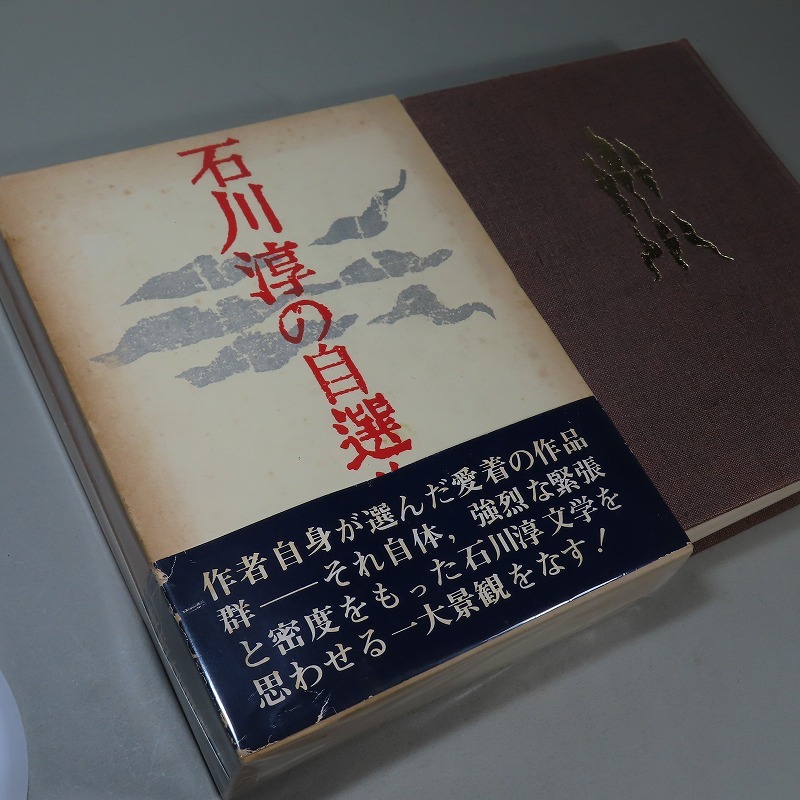 石川淳の自選
作者自身が選んだ愛着の作品
群――それ自体，強烈な緊張
と密度をもった石川淳文学を
思わせる一大景観をなす！